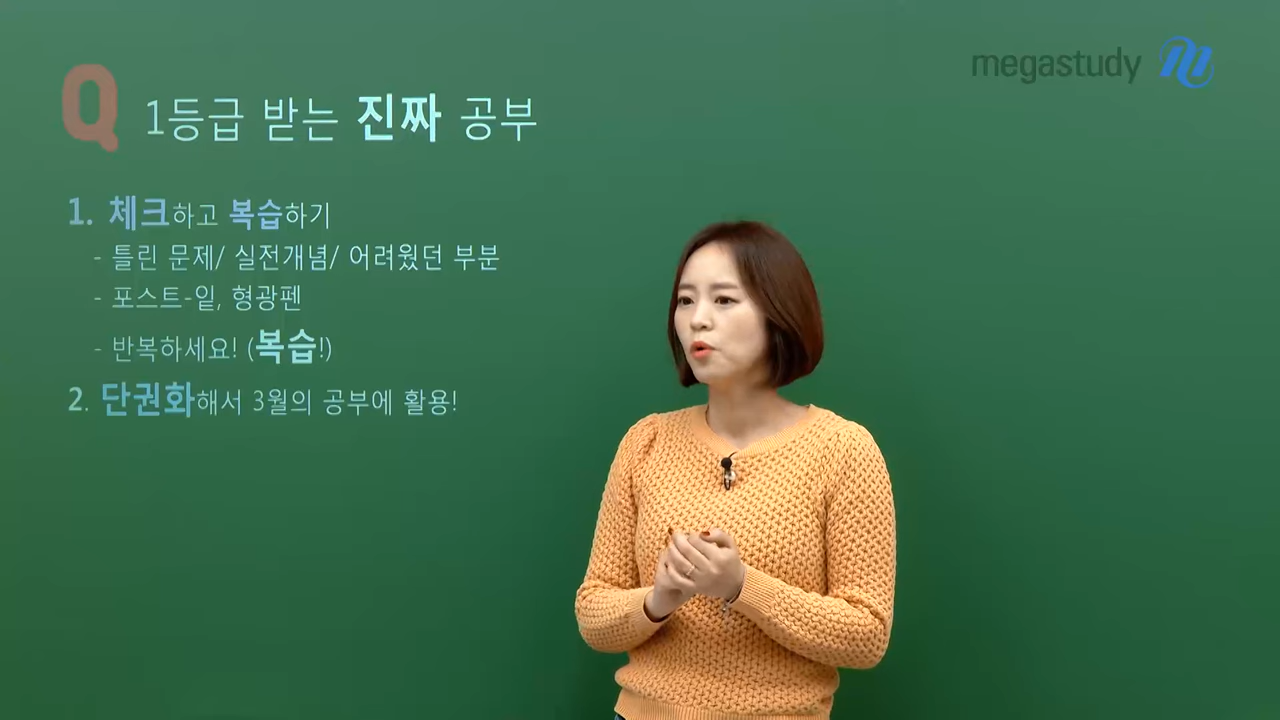 megastudy
Q 1등급 받는 진짜 공부
1. 체크하고 복습하기
- 틀린 문제/ 실전개념/ 어려웠던 부분
- 포스트-잍, 형광펜
- 반복하세요! (복습!)
2. 단권화해서 3월의 공부에 활용!